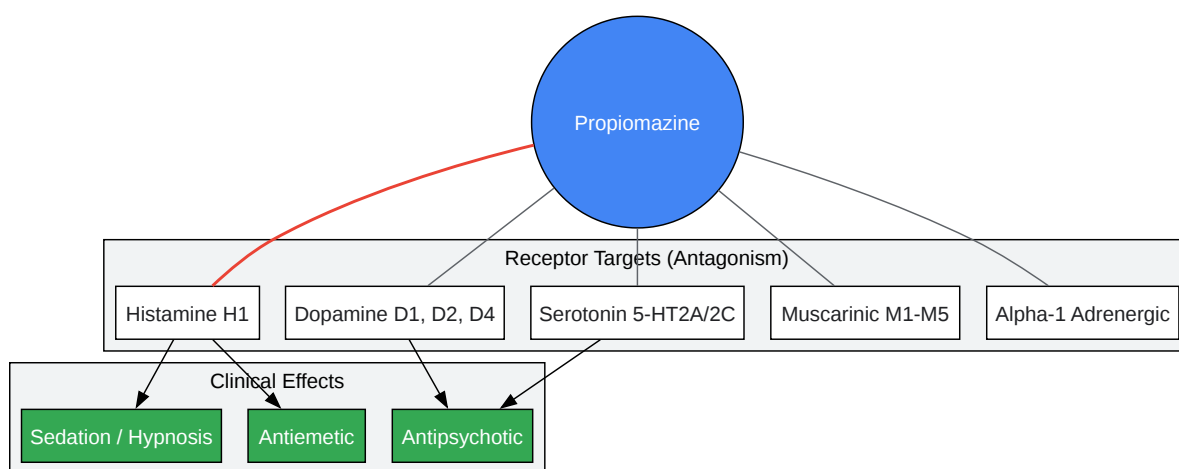 Propiomazine
Receptor Targets (Antagonism)
Histamine H1
Dopamine D1, D2, D4
Serotonin 5-HT2A/2C
Muscarinic M1-M5
Alpha-1 Adrenergic
Clinical Effects
Sedation / Hypnosis
Antiemetic
Antipsychotic